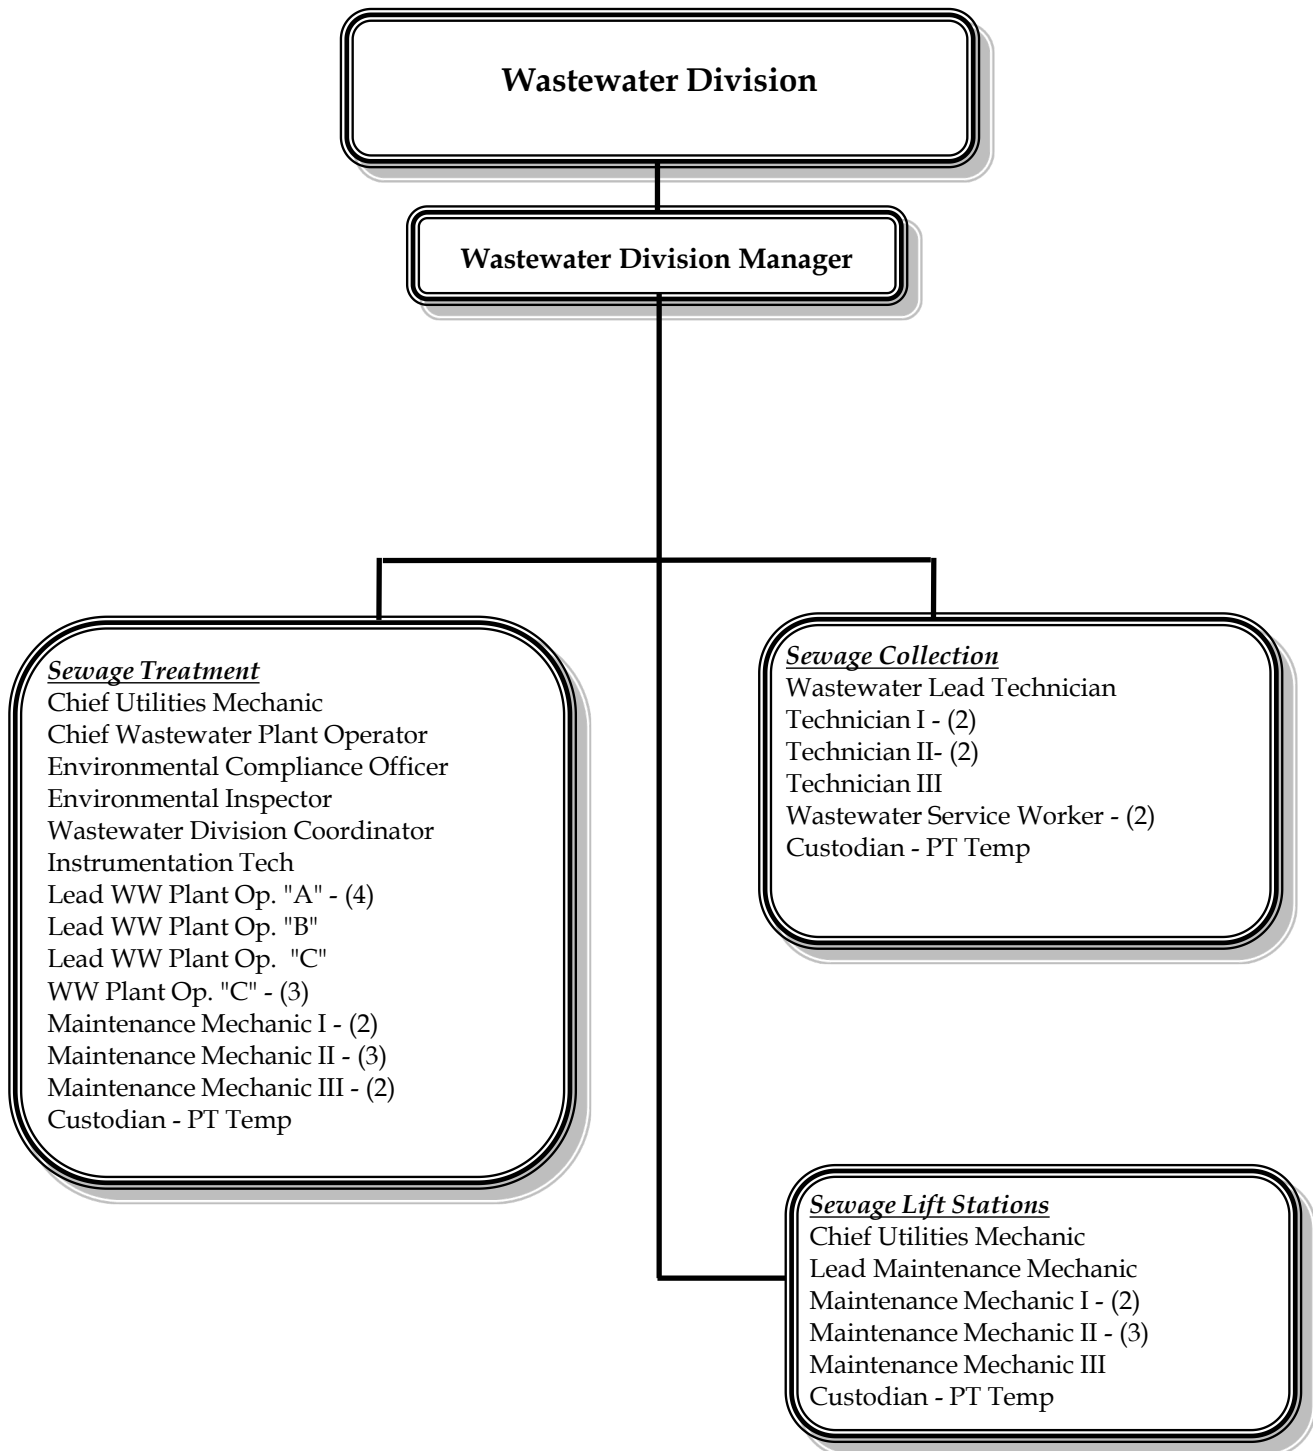 Wastewater Division
Wastewater Division Manager
Sewage Treatment
Chief Utilities Mechanic
Chief Wastewater Plant Operator
Environmental Compliance Officer
Environmental Inspector
Wastewater Division Coordinator
Instrumentation Tech
Lead WW Plant Op. "A" - (4)
Lead WW Plant Op. "B"
Lead WW Plant Op.  "C"
WW Plant Op. "C" - (3)
Maintenance Mechanic I - (2)
Maintenance Mechanic II - (3)
Maintenance Mechanic III - (2)
Custodian - PT Temp
Sewage Collection
Wastewater Lead Technician
Technician I - (2)
Technician II- (2)
Technician III
Wastewater Service Worker - (2)
Custodian - PT Temp
Sewage Lift Stations
Chief Utilities Mechanic
Lead Maintenance Mechanic
Maintenance Mechanic I - (2)
Maintenance Mechanic II - (3)
Maintenance Mechanic III
Custodian - PT Temp